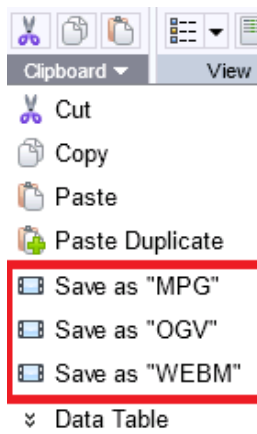 Clipboard View
Cut
Copy
Paste
Paste Duplicate
Save as "MPG"
Save as "OGV"
Save as "WEBM"
Data Table